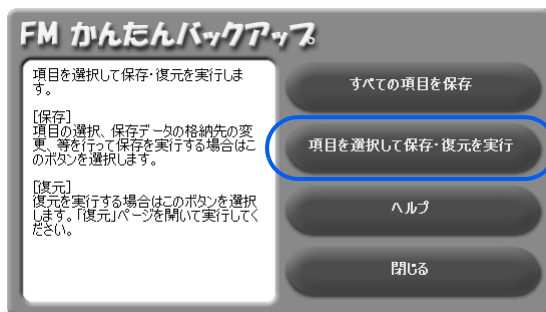 FM かんたんバックアップ
項目を選択して保存・復元を実行しま
す。
[保存]
項目の選択、保存データの格納先の変
更、等を行って保存を実行する場合はこ
のボタンを選択します。
[復元]
復元を実行する場合はこのボタンを選択
します。「復元」ページを開いて実行してく
ださい。
すべての項目を保存
項目を選択して保存・復元を実行
ヘルプ
閉じる